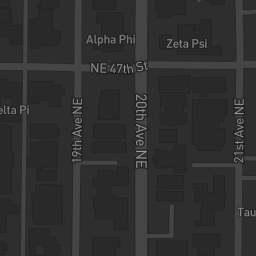 Alpha Phi
Zeta Psi
NE 47th St
elta Pi
19th Ave NE
20th Ave NE
21st Ave NE
Tau